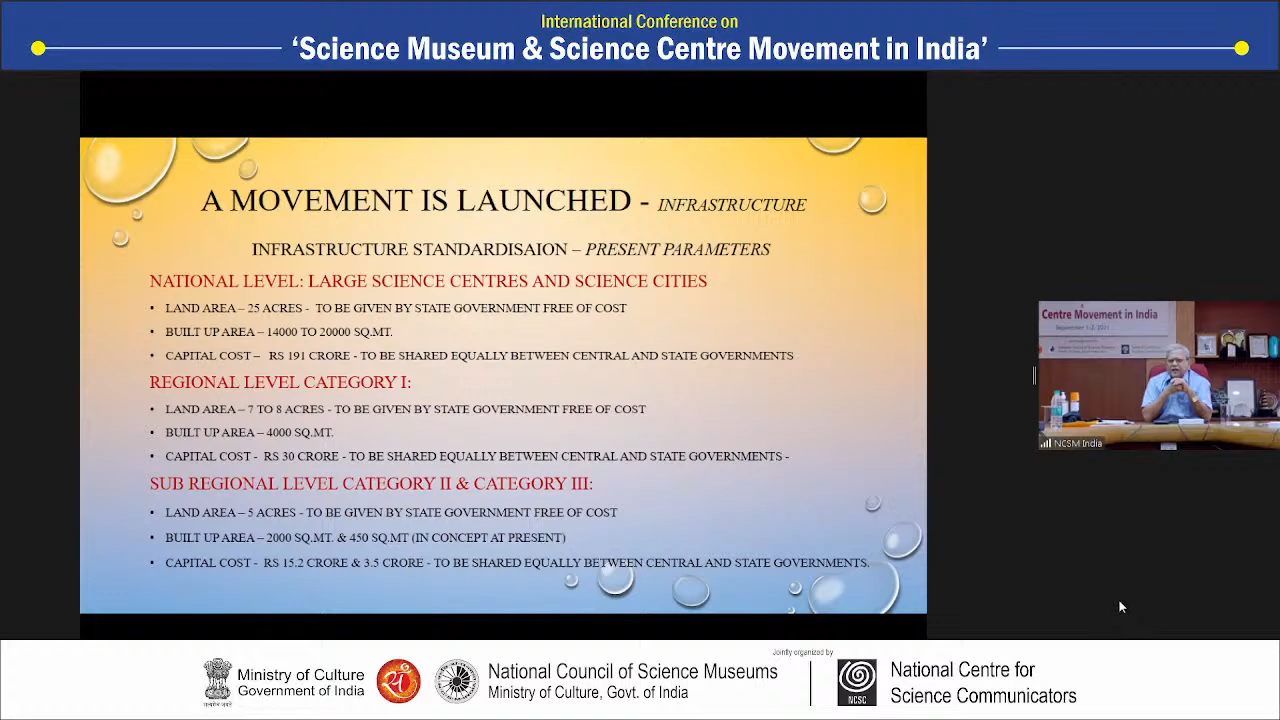 International Conference on
‘Science Museum & Science Centre Movement in India’
A MOVEMENT IS LAUNCHED - INFRASTRUCTURE
INFRASTRUCTURE STANDARDISAION – PRESENT PARAMETERS
NATIONAL LEVEL: LARGE SCIENCE CENTRES AND SCIENCE CITIES
• LAND AREA – 25 ACRES - TO BE GIVEN BY STATE GOVERNMENT FREE OF COST
• BUILT UP AREA – 14000 TO 20000 SQ.MT.
• CAPITAL COST – RS 191 CRORE - TO BE SHARED EQUALLY BETWEEN CENTRAL AND STATE GOVERNMENTS
REGIONAL LEVEL CATEGORY I:
• LAND AREA – 7 TO 8 ACRES - TO BE GIVEN BY STATE GOVERNMENT FREE OF COST
• BUILT UP AREA – 4000 SQ.MT.
• CAPITAL COST - RS 30 CRORE - TO BE SHARED EQUALLY BETWEEN CENTRAL AND STATE GOVERNMENTS -
SUB REGIONAL LEVEL CATEGORY II & CATEGORY III:
• LAND AREA – 5 ACRES - TO BE GIVEN BY STATE GOVERNMENT FREE OF COST
• BUILT UP AREA – 2000 SQ.MT. & 450 SQ.MT (IN CONCEPT AT PRESENT)
• CAPITAL COST - RS 15.2 CRORE & 3.5 CRORE - TO BE SHARED EQUALLY BETWEEN CENTRAL AND STATE GOVERNMENTS.
Centre Movement in India
September 1-2, 2021
NCSM India
Jointly organized by
Ministry of Culture
Government of India
सत्यमेव जयते
National Council of Science Museums
Ministry of Culture, Govt. of India
NCSC
National Centre for
Science Communicators